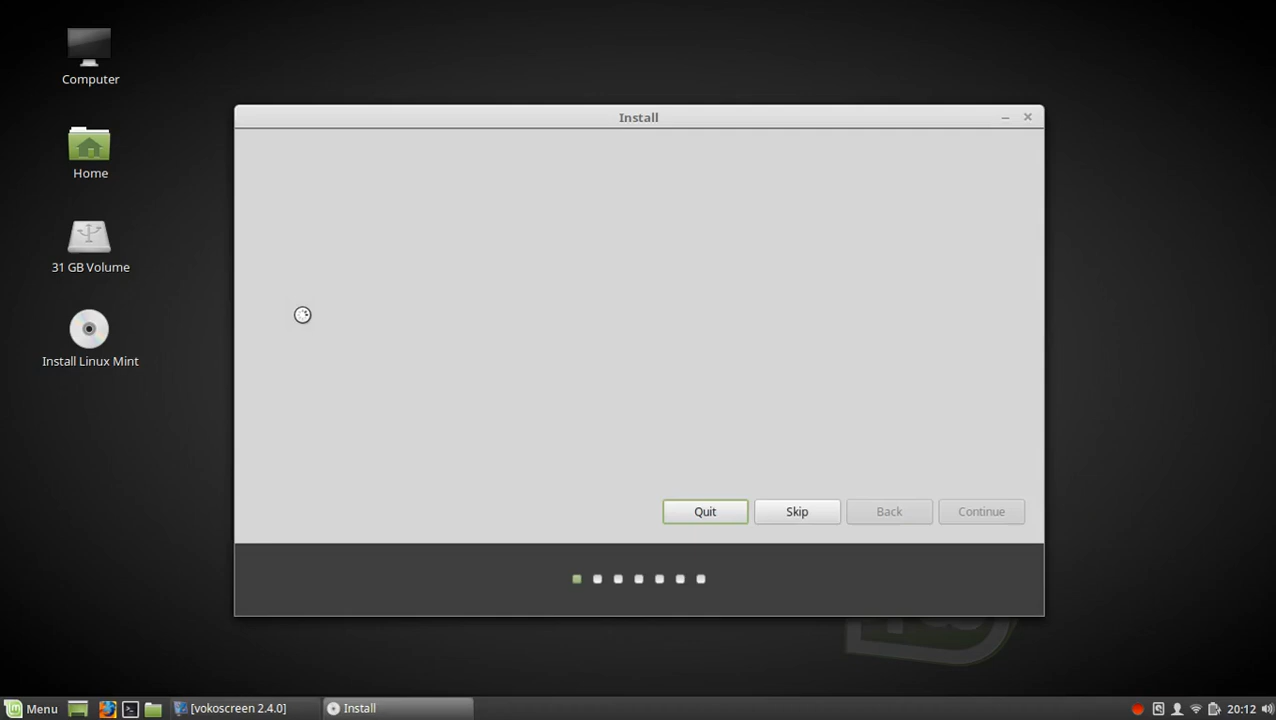 Computer
Home
31 GB Volume
Install Linux Mint
Install
Quit
Skip
Back
Continue
Menu
[vokoscreen 2.4.0]
Install
20:12